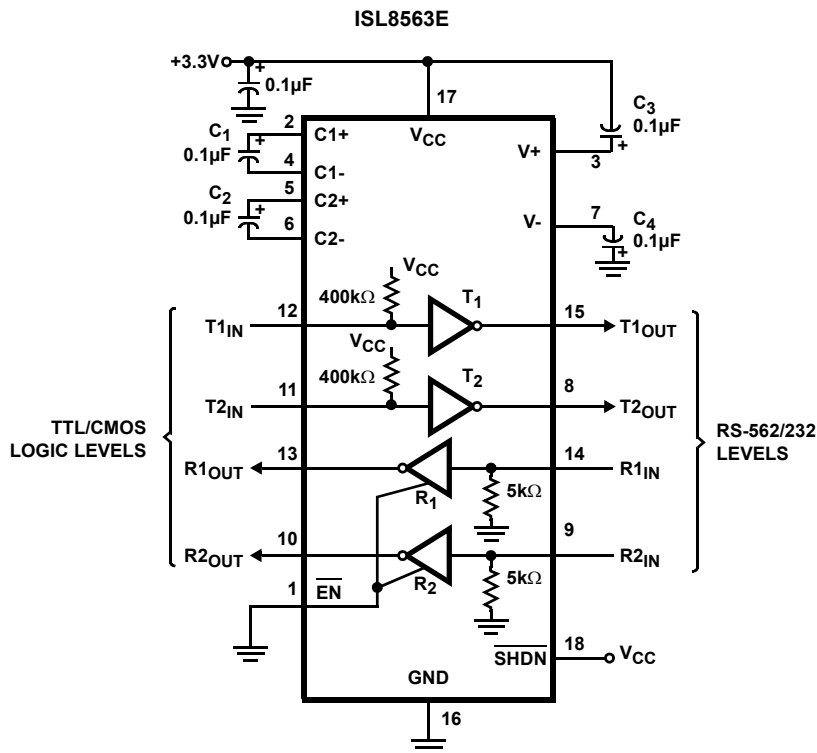 ISL8563E
+3.3V
+
0.1µF
17
VCC
C3
0.1µF
+
V+
3
2
C1+
C1
0.1µF
+
4
C1-
5
C2+
C2
0.1µF
+
6
C2-
7
V-
C4
0.1µF
+
VCC
400kΩ
T1
T1IN
12
15
T1OUT
VCC
400kΩ
T2
T2IN
11
8
T2OUT
TTL/CMOS
LOGIC LEVELS
RS-562/232
LEVELS
R1OUT
13
R1
14
R1IN
5kΩ
R2OUT
10
R2
9
R2IN
5kΩ
1
EN
SHDN
18
VCC
GND
16